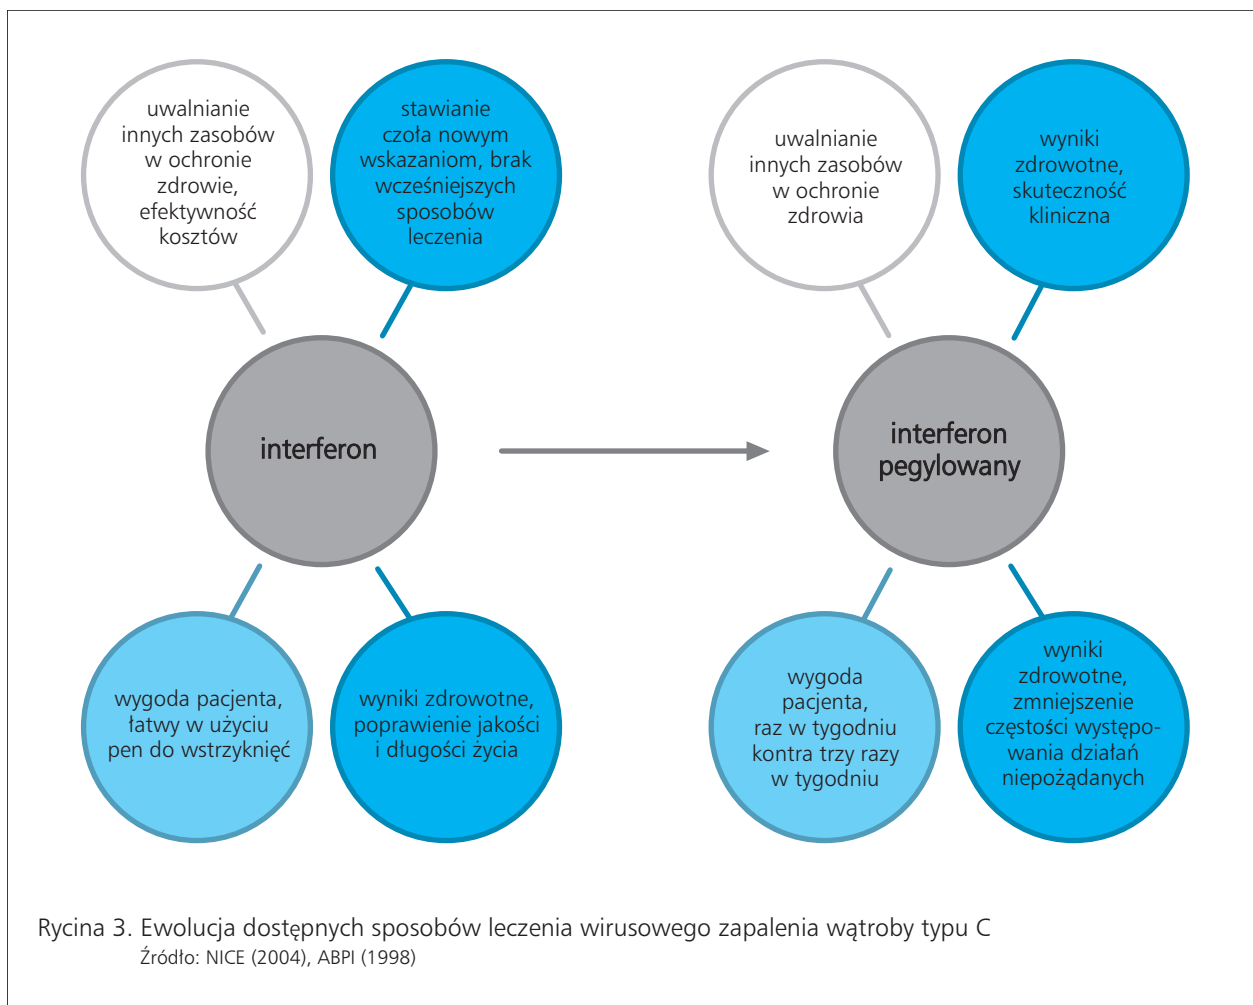 uwalnianie
innych zasobów
w ochronie
zdrowie,
efektywność
kosztów
stawianie
czoła nowym
wskazaniom, brak
wcześniejszych
sposobów
leczenia
interferon
wygoda pacjenta,
łatwy w użyciu
pen do wstrzyknięć
wyniki zdrowotne,
poprawienie jakości
i długości życia
uwalnianie
innych zasobów
w ochronie
zdrowia
wyniki
zdrowotne,
skuteczność
kliniczna
interferon
pegylowany
wygoda
pacjenta,
raz w tygodniu
kontra trzy razy
w tygodniu
wyniki
zdrowotne,
zmniejszenie
częstości występo-
wania działań
niepożądanych
Rycina 3. Ewolucja dostępnych sposobów leczenia wirusowego zapalenia wątroby typu C
Źródło: NICE (2004), ABPI (1998)